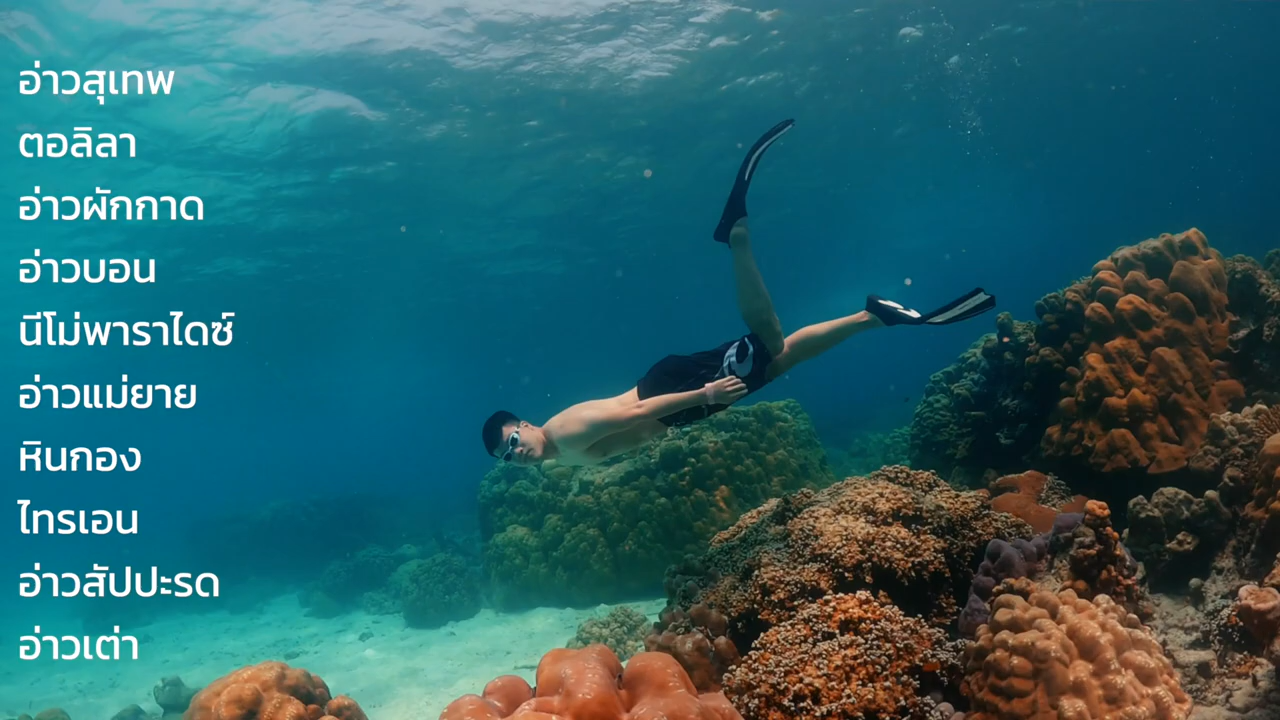 อ่าวสุเทพ
ตอลิลา
อ่าวผักกาด
อ่าวบอน
นีโม่พาราไดซ์
อ่าวแม่ยาย
หินกอง
ไทรเอน
อ่าวสัปปะรด
อ่าวเต่า